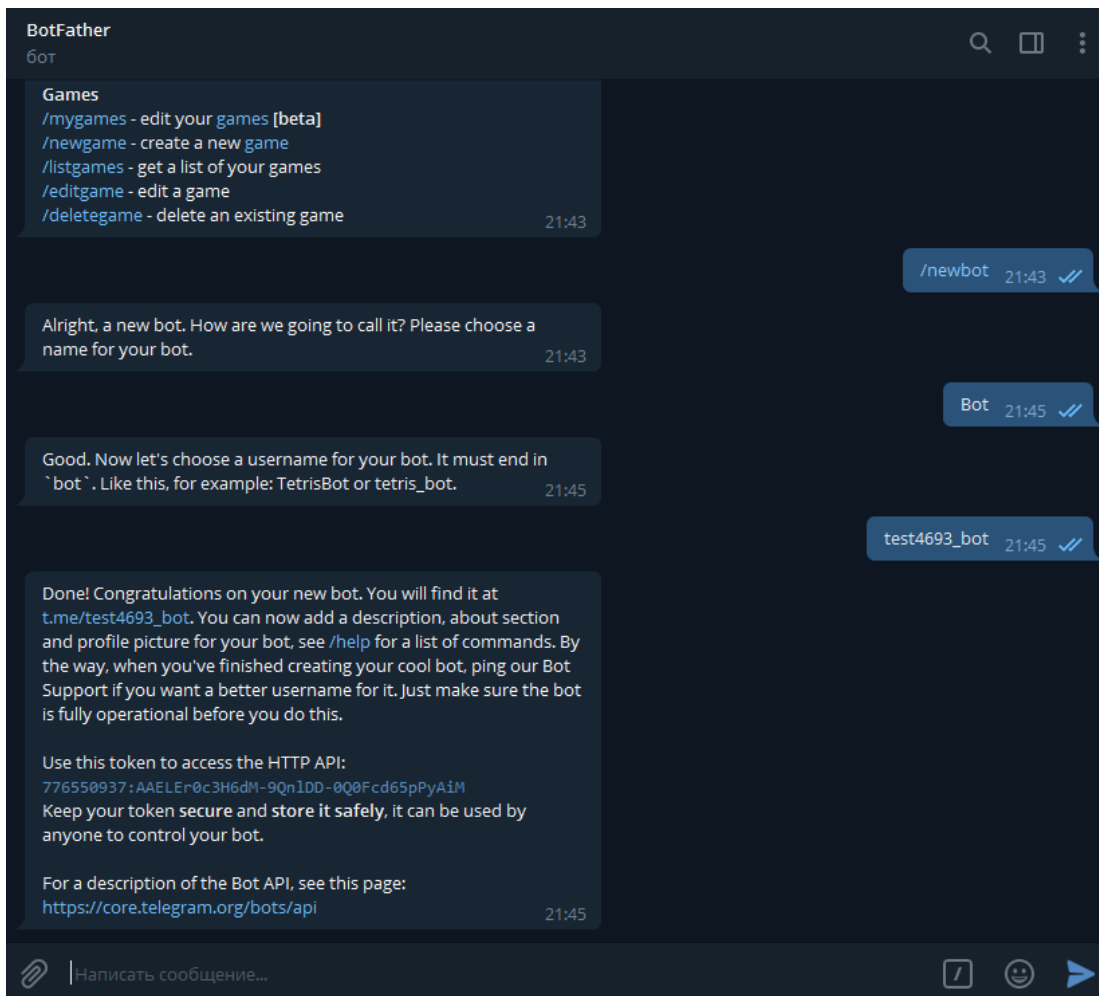 BotFather
бот
Games
/mygames - edit your games [beta]
/newgame - create a new game
/listgames - get a list of your games
/editgame - edit a game
/deletegame - delete an existing game
21:43
/newbot 21:43
Alright, a new bot. How are we going to call it? Please choose a
name for your bot.
21:43
Bot 21:45
Good. Now let's choose a username for your bot. It must end in
`bot`. Like this, for example: TetrisBot or tetris_bot.
21:45
test4693_bot 21:45
Done! Congratulations on your new bot. You will find it at
t.me/test4693_bot. You can now add a description, about section
and profile picture for your bot, see /help for a list of commands. By
the way, when you've finished creating your cool bot, ping our Bot
Support if you want a better username for it. Just make sure the bot
is fully operational before you do this.
Use this token to access the HTTP API:
776550937:AAELEr0c3H6dM-9QnlDD-0Q0Fcd65pPyAiM
Keep your token secure and store it safely, it can be used by
anyone to control your bot.
For a description of the Bot API, see this page:
https://core.telegram.org/bots/api
21:45
Написать сообщение...